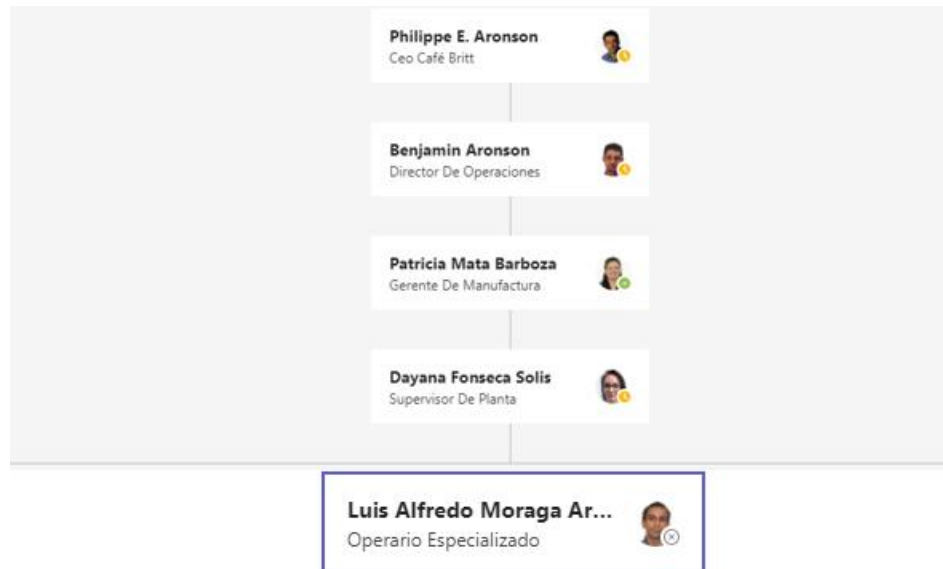 Philippe E. Aronson
Ceo Café Britt
Benjamin Aronson
Director De Operaciones
Patricia Mata Barboza
Gerente De Manufactura
Dayana Fonseca Solis
Supervisor De Planta
Luis Alfredo Moraga Ar...
Operario Especializado